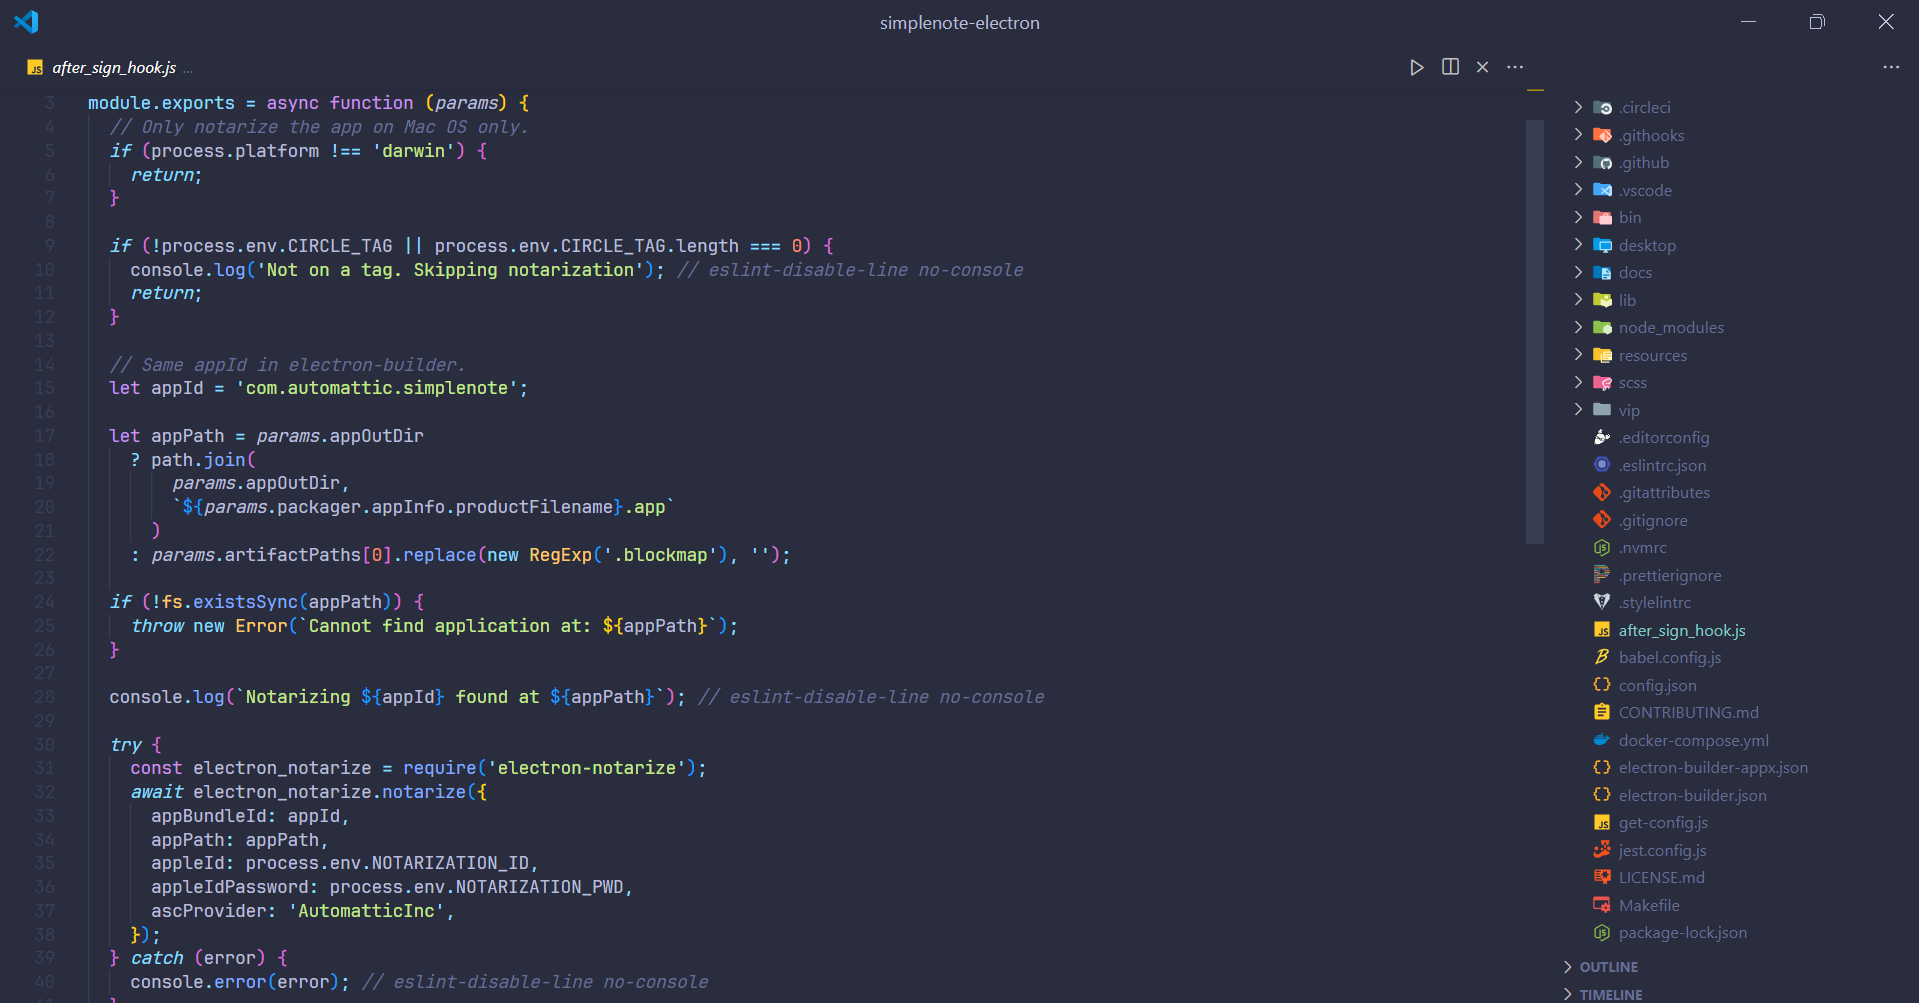 simplenote-electron
JS after_sign_hook.js ...
3 module.exports = async function (params) {
4 // Only notarize the app on Mac OS only.
5 if (process.platform !== 'darwin') {
6 return;
7 }
8
9 if (!process.env.CIRCLE_TAG || process.env.CIRCLE_TAG.length === 0) {
10 console.log('Not on a tag. Skipping notarization'); // eslint-disable-line no-console
11 return;
12 }
13
14 // Same appId in electron-builder.
15 let appId = 'com.automattic.simplenote';
16
17 let appPath = params.appOutDir
18 ? path.join(
19 params.appOutDir,
20 `${params.packager.appInfo.productFilename}.app`
21 )
22 : params.artifactPaths[0].replace(new RegExp('.blockmap'), '');
23
24 if (!fs.existsSync(appPath)) {
25 throw new Error(`Cannot find application at: ${appPath}`);
26 }
27
28 console.log(`Notarizing ${appId} found at ${appPath}`); // eslint-disable-line no-console
29
30 try {
31 const electron_notarize = require('electron-notarize');
32 await electron_notarize.notarize({
33 appBundleId: appId,
34 appPath: appPath,
35 appleId: process.env.NOTARIZATION_ID,
36 appleIdPassword: process.env.NOTARIZATION_PWD,
37 ascProvider: 'AutomatticInc',
38 });
39 } catch (error) {
40 console.error(error); // eslint-disable-line no-console
.circleci
.githooks
.github
.vscode
bin
desktop
docs
lib
node_modules
resources
scss
vip
.editorconfig
.eslintrc.json
.gitattributes
.gitignore
.nvmrc
.prettierignore
.stylelintrc
JS after_sign_hook.js
babel.config.js
config.json
CONTRIBUTING.md
docker-compose.yml
electron-builder-appx.json
electron-builder.json
JS get-config.js
jest.config.js
LICENSE.md
Makefile
package-lock.json
OUTLINE
TIMELINE